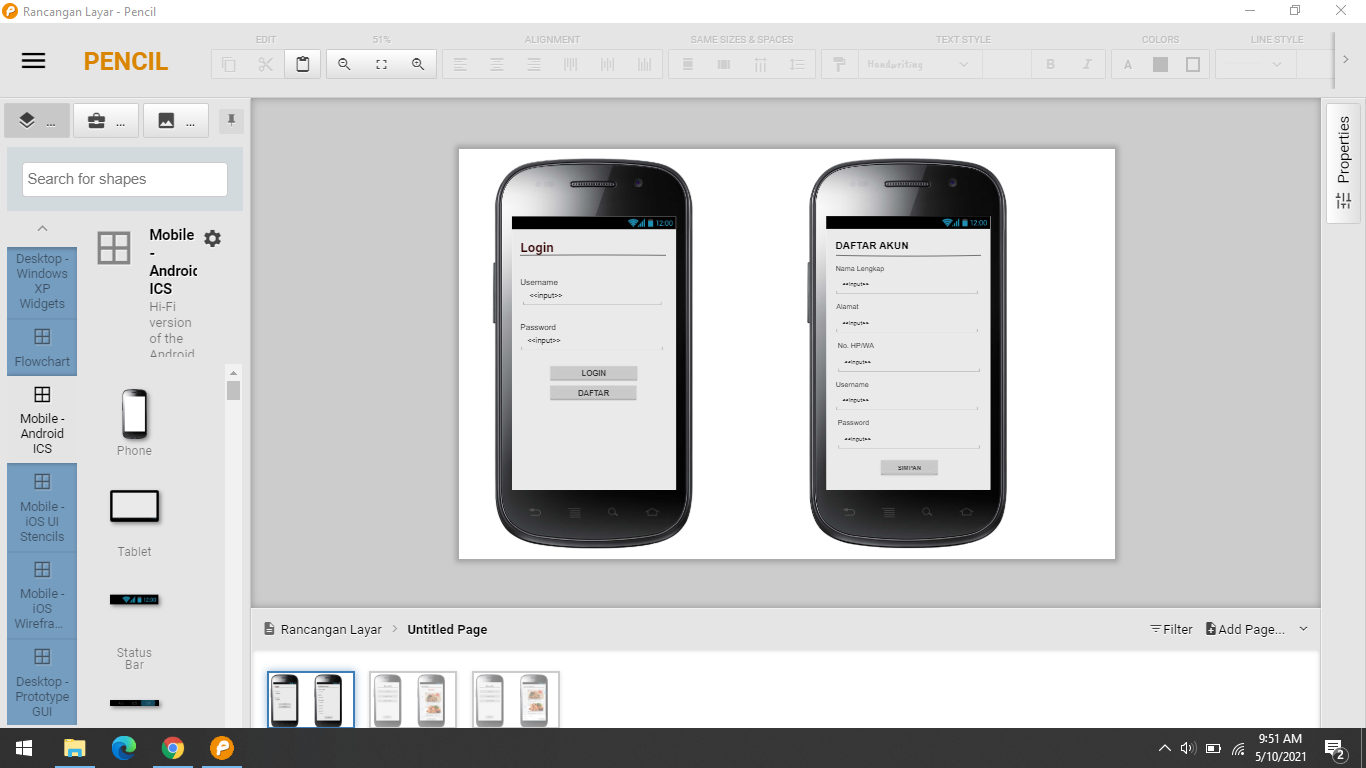 Rancangan Layar - Pencil
PENCIL
EDIT
51%
ALIGNMENT
SAME SIZES & SPACES
TEXT STYLE
COLORS
LINE STYLE
Handwriting
B
I
A
...
...
...
Search for shapes
Desktop -
Windows
XP
Widgets
Flowchart
Mobile -
Android
ICS
Mobile -
iOS UI
Stencils
Mobile -
iOS
Wirefra...
Desktop -
Prototype
GUI
Mobile
-
Android
ICS
Hi-Fi
version
of the
Android
Phone
Tablet
12:00
Status
Bar
12:00
Login
Username
<<input>>
Password
<<input>>
LOGIN
DAFTAR
12:00
DAFTAR AKUN
Nama Lengkap
<<input>>
Alamat
<<input>>
No. HP/WA
<<input>>
Username
<<input>>
Password
<<input>>
SIMPAN
Properties
Rancangan Layar
Untitled Page
Filter
Add Page...
9:51 AM
5/10/2021
2